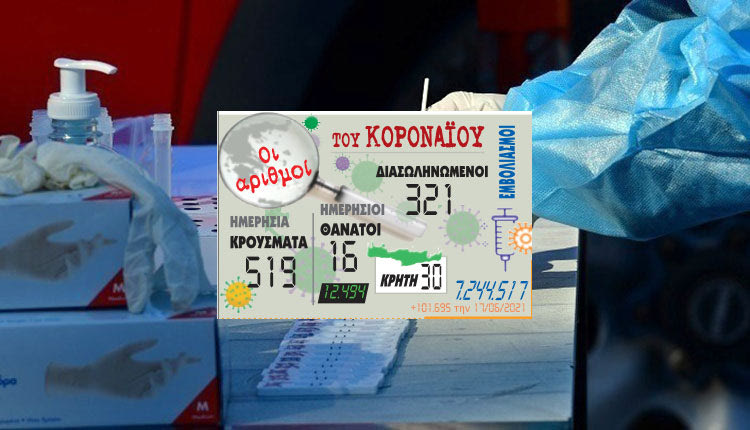 Οι
αριθμοί
ΤΟΥ ΚΟΡΟΝΑΪΟΥ
ΔΙΑΣΩΛΗΝΩΜΕΝΟΙ
321
ΕΜΒΟΛΙΑΣΜΟΙ
ΗΜΕΡΗΣΙΑ
ΚΡΟΥΣΜΑΤΑ
519
ΗΜΕΡΗΣΙΟΙ
ΘΑΝΑΤΟΙ
16
12.494
ΚΡΗΤΗ 30
7.244.517
+101.695 την 17/06/2021
M
M